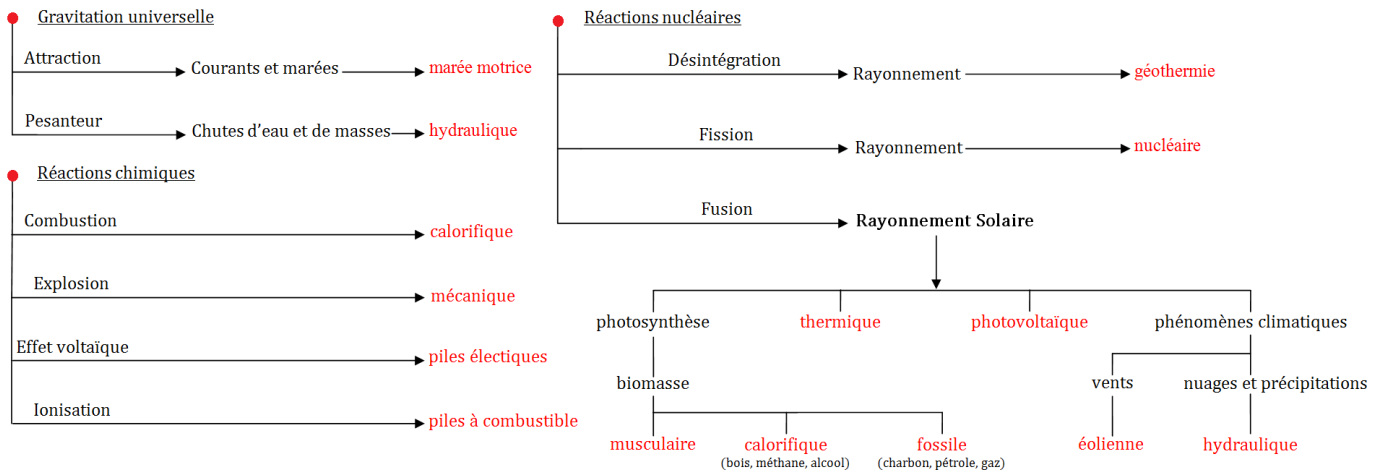 Gravitation universelle
Attraction
Courants et marées
marée motrice
Pesanteur
Chutes d'eau et de masses
hydraulique
Réactions chimiques
Combustion
calorifique
Explosion
mécanique
Effet voltaïque
piles électiques
Ionisation
piles à combustible
Réactions nucléaires
Désintégration
Rayonnement
géothermie
Fission
Rayonnement
nucléaire
Fusion
Rayonnement Solaire
photosynthèse
thermique
photovoltaïque
phénomènes climatiques
biomasse
vents
nuages et précipitations
musculaire
calorifique
(bois, méthane, alcool)
fossile
(charbon, pétrole, gaz)
éolienne
hydraulique